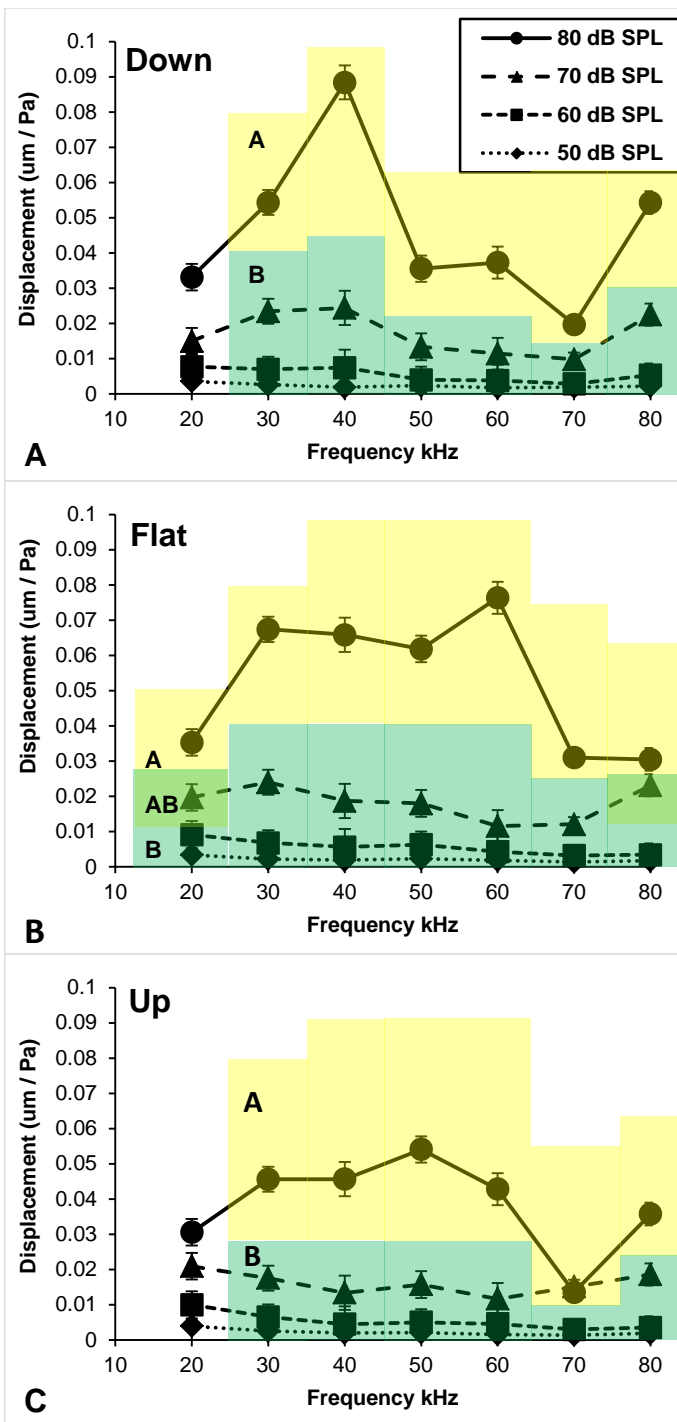 Down
80 dB SPL
70 dB SPL
60 dB SPL
50 dB SPL
A
B
Displacement (um / Pa)
0.1
0.09
0.08
0.07
0.06
0.05
0.04
0.03
0.02
0.01
0
10 20 30 40 50 60 70 80
Frequency kHz
A
Flat
Displacement (um / Pa)
0.1
0.09
0.08
0.07
0.06
0.05
0.04
0.03
0.02
0.01
0
A
AB
B
10 20 30 40 50 60 70 80
Frequency kHz
B
Up
Displacement (um / Pa)
0.1
0.09
0.08
0.07
0.06
0.05
0.04
0.03
0.02
0.01
0
A
B
10 20 30 40 50 60 70 80
Frequency kHz
C